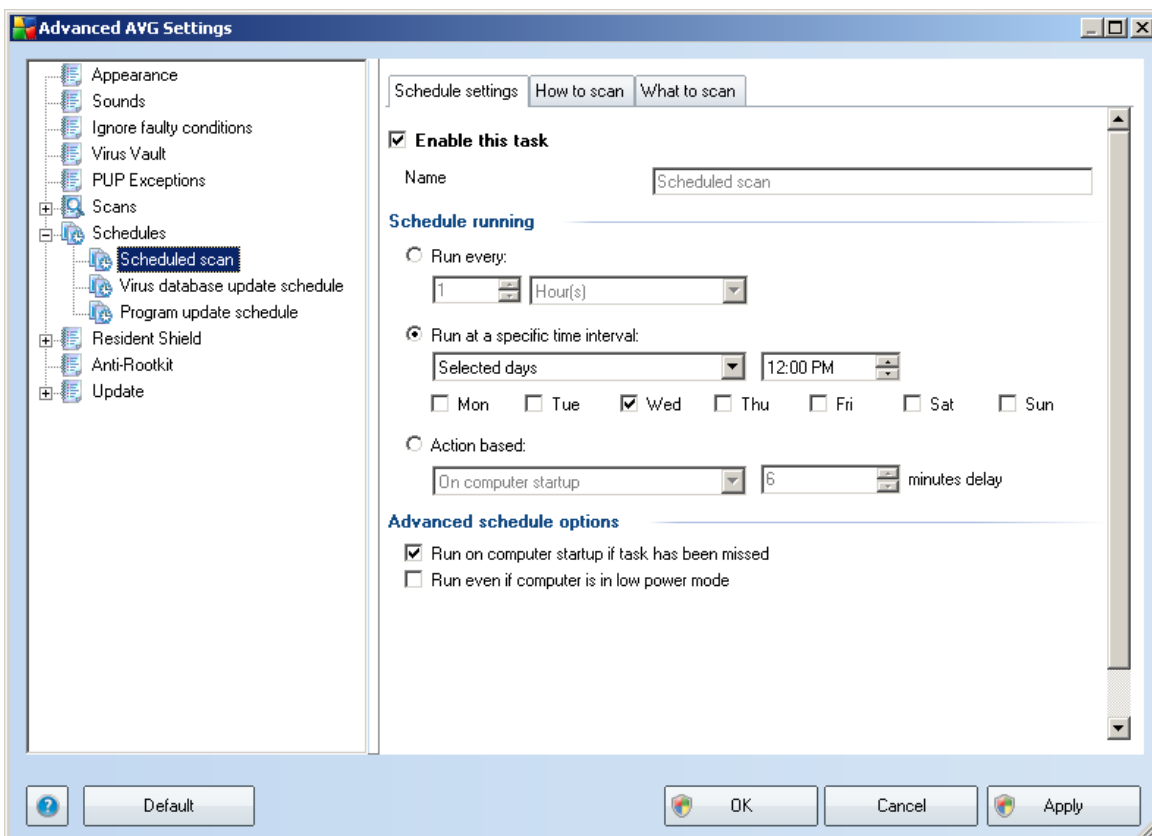 Advanced AVG Settings
Appearance
Sounds
Ignore faulty conditions
Virus Vault
PUP Exceptions
Scans
Schedules
Scheduled scan
Virus database update schedule
Program update schedule
Resident Shield
Anti-Rootkit
Update
Schedule settings How to scan What to scan
Enable this task
Name Scheduled scan
Schedule running
Run every:
1 Hour(s)
Run at a specific time interval:
Selected days 12:00 PM
Mon Tue Wed Thu Fri Sat Sun
Action based:
On computer startup 6 minutes delay
Advanced schedule options
Run on computer startup if task has been missed
Run even if computer is in low power mode
? Default OK Cancel Apply